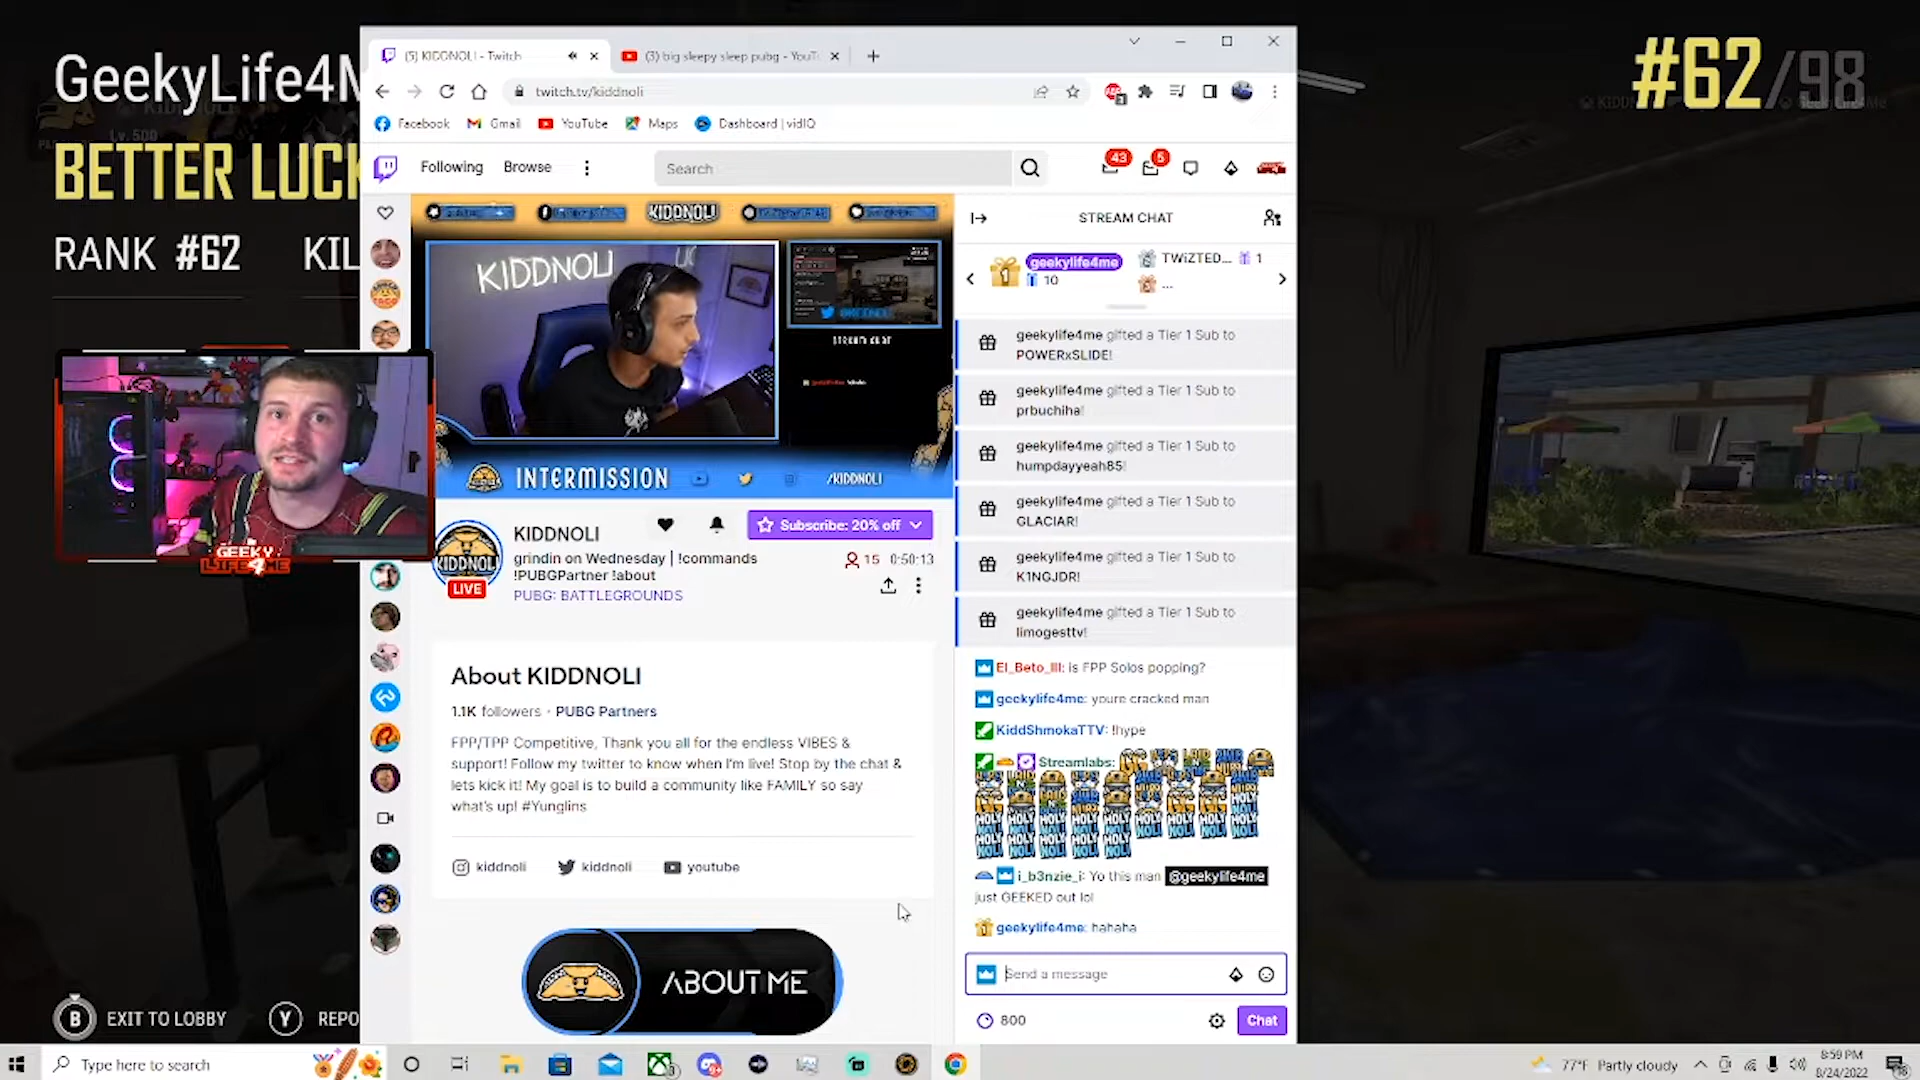 GeekyLife4M
BETTER LUCK
RANK #62 KIL
#62/98
EXIT TO LOBBY
B
Y
REPO
(5) KIDDNOLI - Twitch
(3) big sleepy sleep pubg - YouT
twitch.tv/kiddnoli
Facebook Gmail YouTube Maps Dashboard | vidIQ
Following Browse Search 43 5
KIDDNOLI
KIDDNOLI
STREAM CHAT
INTERMISSION /KIDDNOLI
GEEKY
LIFE4ME
KIDDNOLI
LIVE
KIDDNOLI
Subscribe: 20% off
grindin on Wednesday | !commands
!PUBGPartner !about
PUBG: BATTLEGROUNDS
15 0:50:13
About KIDDNOLI
1.1K followers · PUBG Partners
FPP/TPP Competitive, Thank you all for the endless VIBES &
support! Follow my twitter to know when I'm live! Stop by the chat &
lets kick it! My goal is to build a community like FAMILY so say
what's up! #Yunglins
kiddnoli kiddnoli youtube
ABOUT ME
STREAM CHAT
geekylife4me
10
TWiZTED... 1
...
geekylife4me gifted a Tier 1 Sub to
POWERxSLIDE!
geekylife4me gifted a Tier 1 Sub to
prbuchiha!
geekylife4me gifted a Tier 1 Sub to
humpdayyeah85!
geekylife4me gifted a Tier 1 Sub to
GLACIAR!
geekylife4me gifted a Tier 1 Sub to
K1NGJDR!
geekylife4me gifted a Tier 1 Sub to
limogesttv!
El_Beto_III: is FPP Solos popping?
geekylife4me: youre cracked man
KiddShmokaTTV: !hype
Streamlabs:
i_b3nzie_i: Yo this man @geekylife4me
just GEEKED out lol
geekylife4me: hahaha
Send a message
800
Chat
Type here to search
77°F Partly cloudy
8:59 PM
8/24/2022